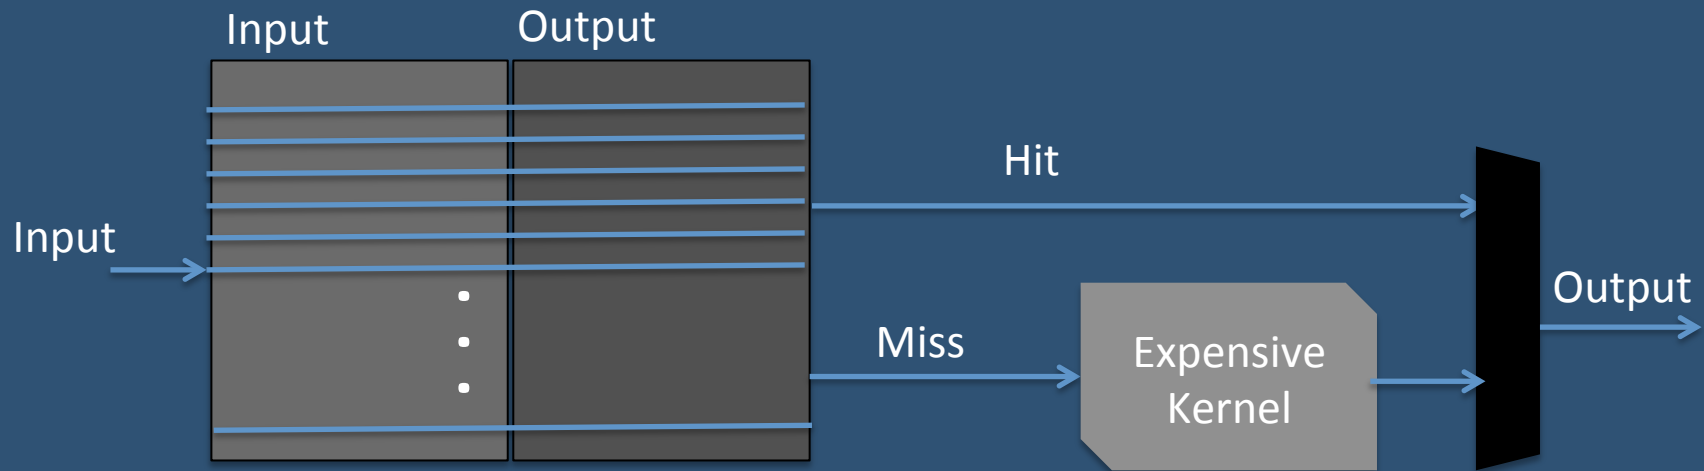 Input
Output
Hit
Input
Output
Miss
Expensive
Kernel